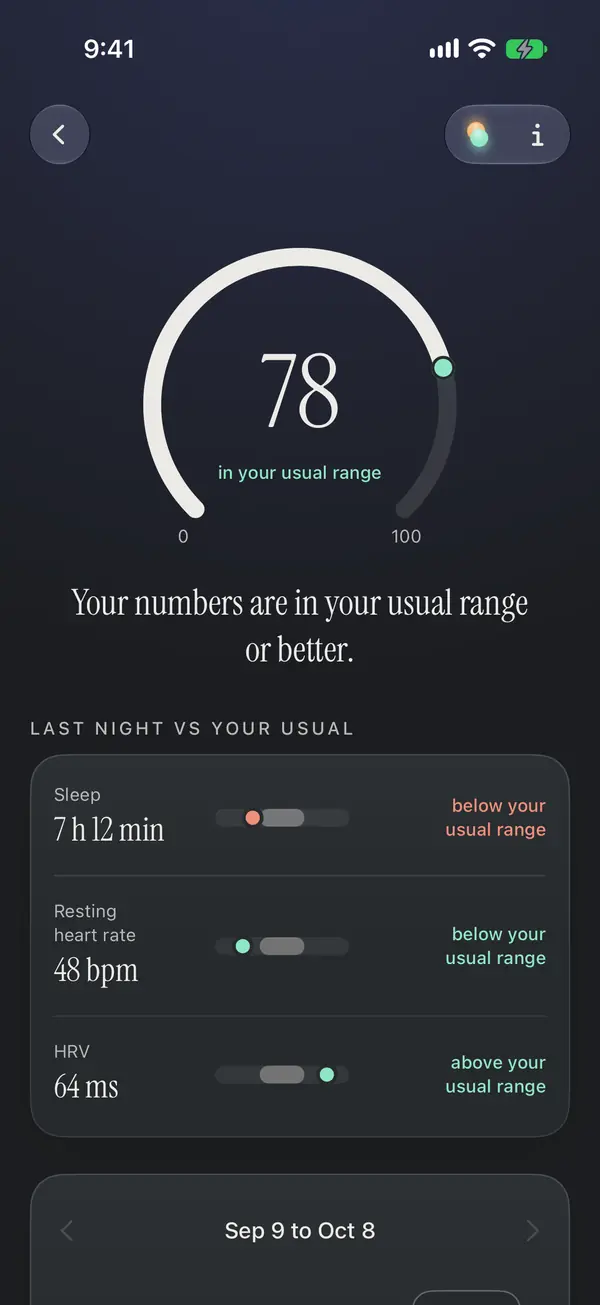 9:41
i
78
in your usual range
0
100
Your numbers are in your usual range
or better.
LAST NIGHT VS YOUR USUAL
Sleep
7 h 12 min
below your
usual range
Resting
heart rate
48 bpm
below your
usual range
HRV
64 ms
above your
usual range
Sep 9 to Oct 8